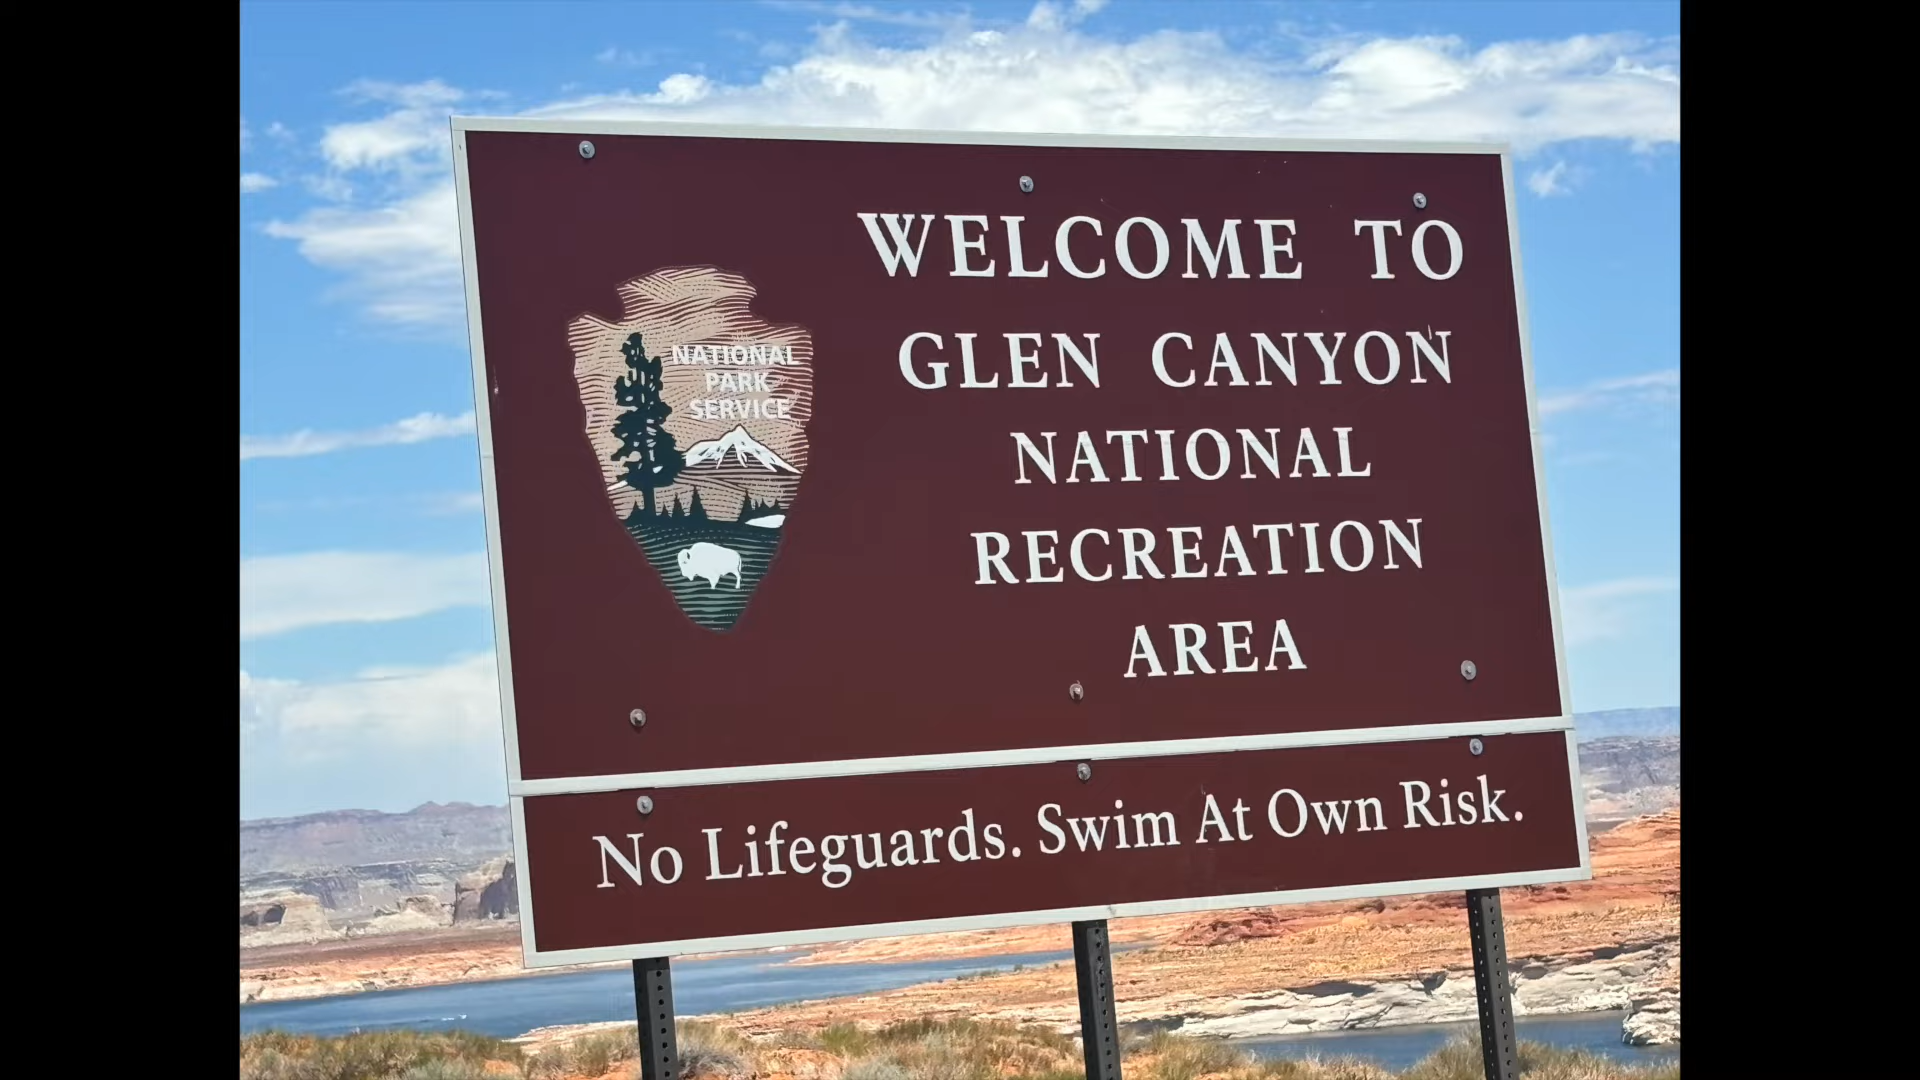 WELCOME TO
GLEN CANYON
NATIONAL
RECREATION
AREA
NATIONAL
PARK
SERVICE
No Lifeguards. Swim At Own Risk.